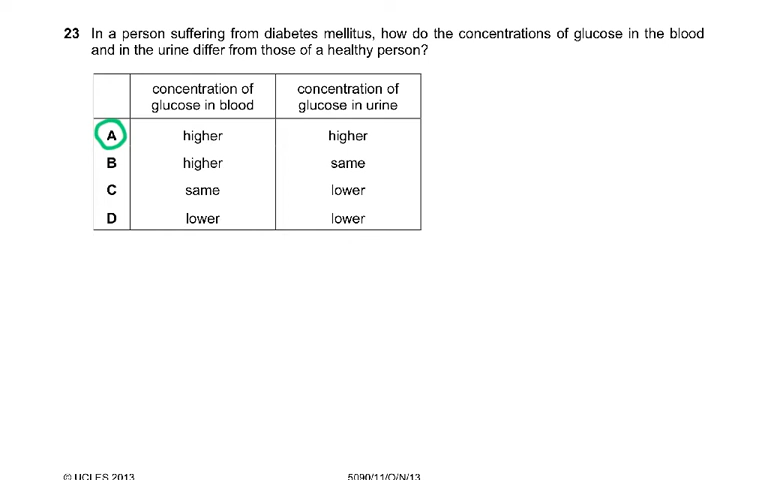 23 In a person suffering from diabetes mellitus, how do the concentrations of glucose in the blood
and in the urine differ from those of a healthy person?
concentration of glucose in blood concentration of glucose in urine
A higher higher
B higher same
C same lower
D lower lower
© UCLES 2013 5090/11/O/N/13